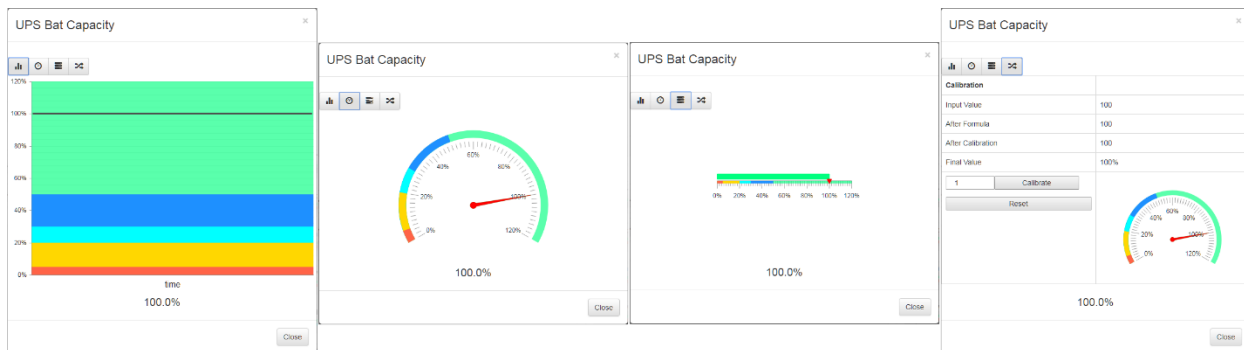 UPS Bat Capacity
×
120%
100%
80%
60%
40%
20%
0%
time
100.0%
Close
UPS Bat Capacity
×
0%
20%
40%
60%
80%
100%
120%
100.0%
Close
UPS Bat Capacity
×
0% 20% 40% 60% 80% 100% 120%
100.0%
Close
UPS Bat Capacity
×
Calibration
Input Value 100
After Formula 100
After Calibration 100
Final Value 100%
1 Calibrate
Reset
0%
20%
40%
60%
80%
100%
120%
100.0%
Close